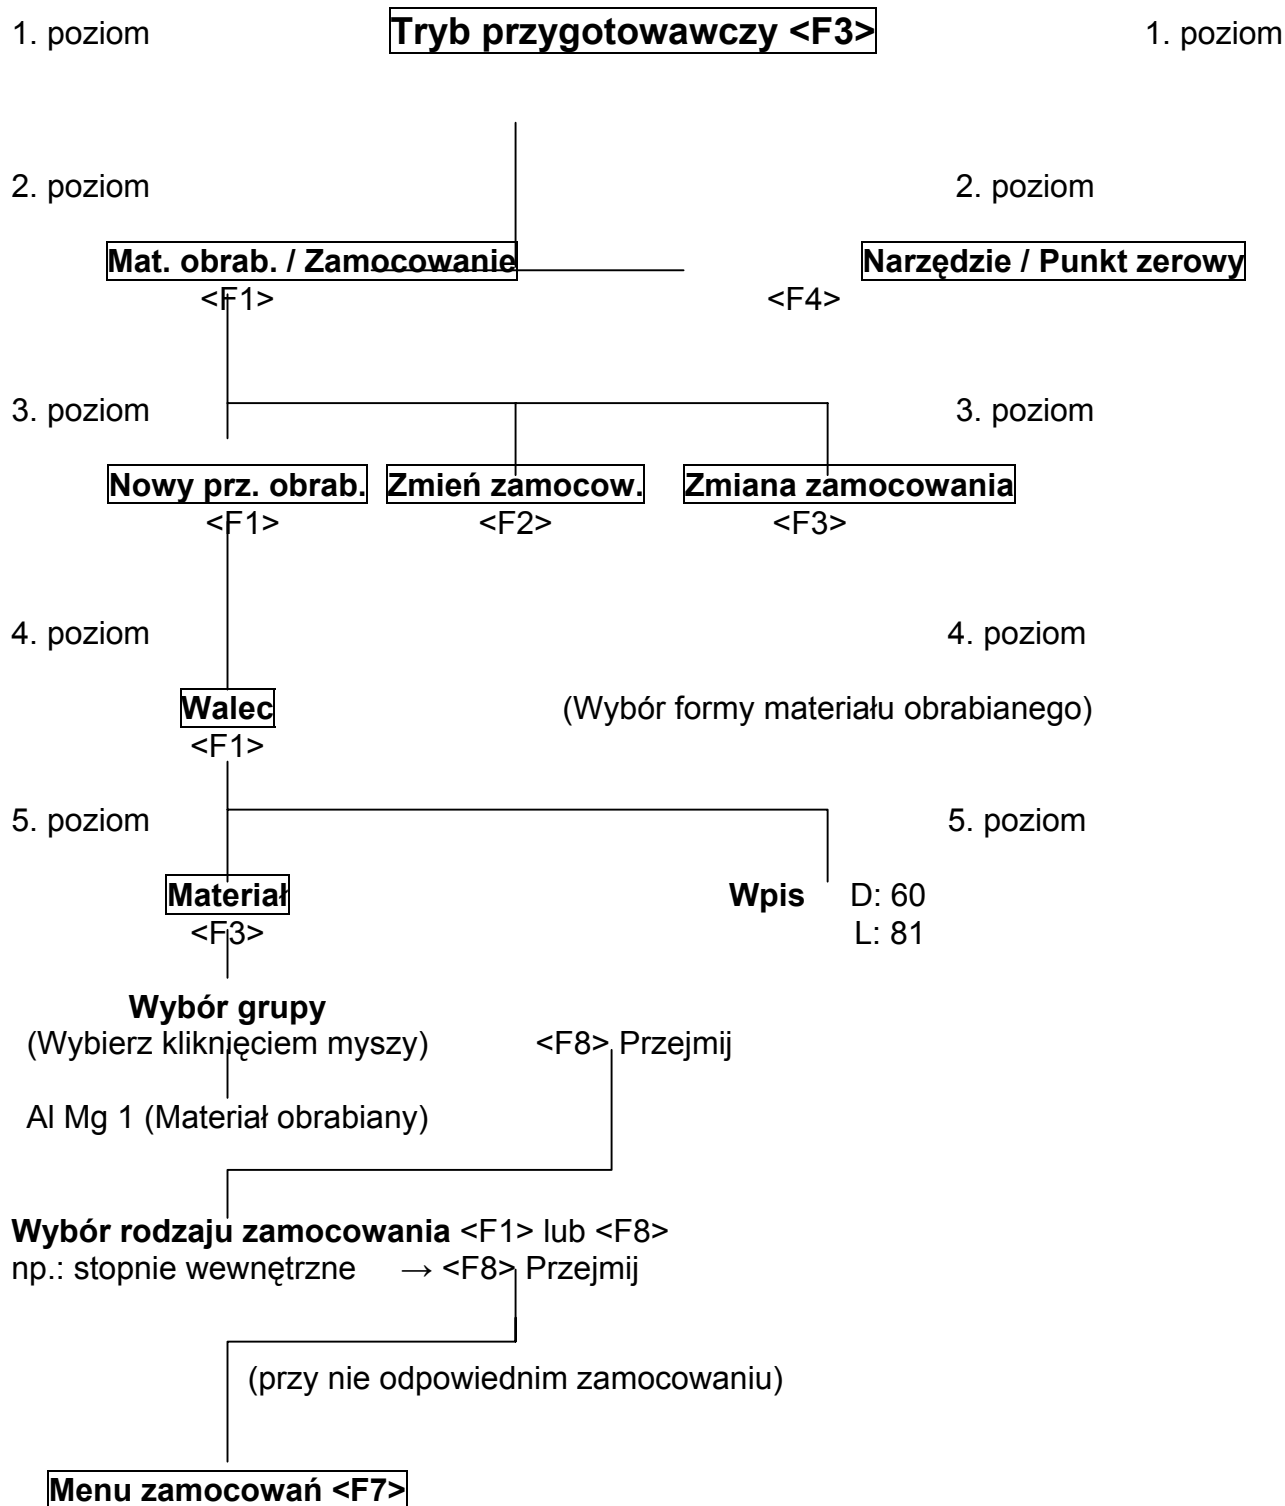 1. poziom Tryb przygotowawczy <F3> 1. poziom
2. poziom 2. poziom
Mat. obrab. / Zamocowanie Narzędzie / Punkt zerowy
<F1> <F4>
3. poziom 3. poziom
Nowy prz. obrab. Zmień zamocow. Zmiana zamocowania
<F1> <F2> <F3>
4. poziom 4. poziom
Walec (Wybór formy materiału obrabianego)
<F1>
5. poziom 5. poziom
Materiał Wpis D: 60
<F3> L: 81
Wybór grupy
(Wybierz kliknięciem myszy) <F8> Przejmij
Al Mg 1 (Materiał obrabiany)
Wybór rodzaju zamocowania <F1> lub <F8>
np.: stopnie wewnętrzne → <F8> Przejmij
(przy nie odpowiednim zamocowaniu)
Menu zamocowań <F7>